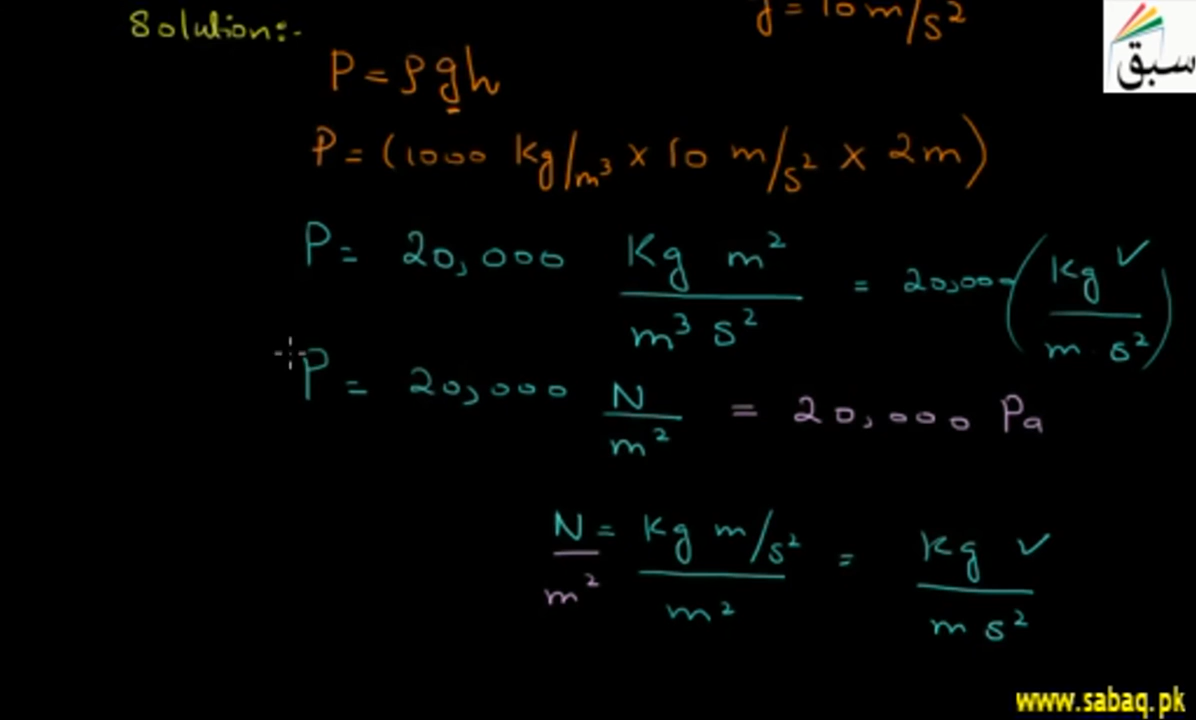 Solution:-
g = 10 m/s²
سبق
P = ρgh
P = (1000 kg/m³ × 10 m/s² × 2m)
P = 20,000 Kg m² / m³ s² = 20,000 (kg / m s²) ✓
P = 20,000 N / m² = 20,000 Pa
N / m² = kg m/s² / m² = kg / m s² ✓
www.sabaq.pk